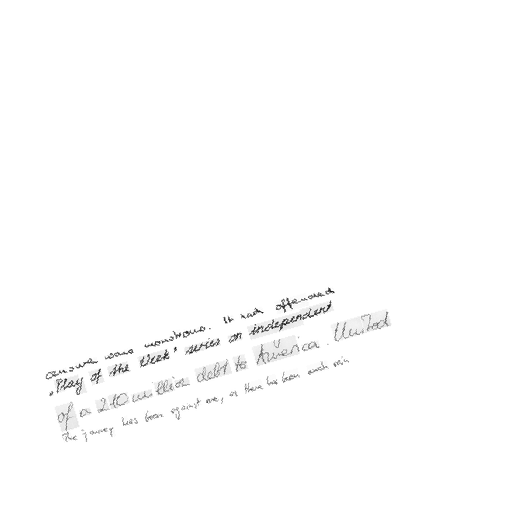 censure was monstrous. It had offended
"Play of the Week" series on independent
of a 210 million debt to America. United
The journey has been against me, as there has been much rain